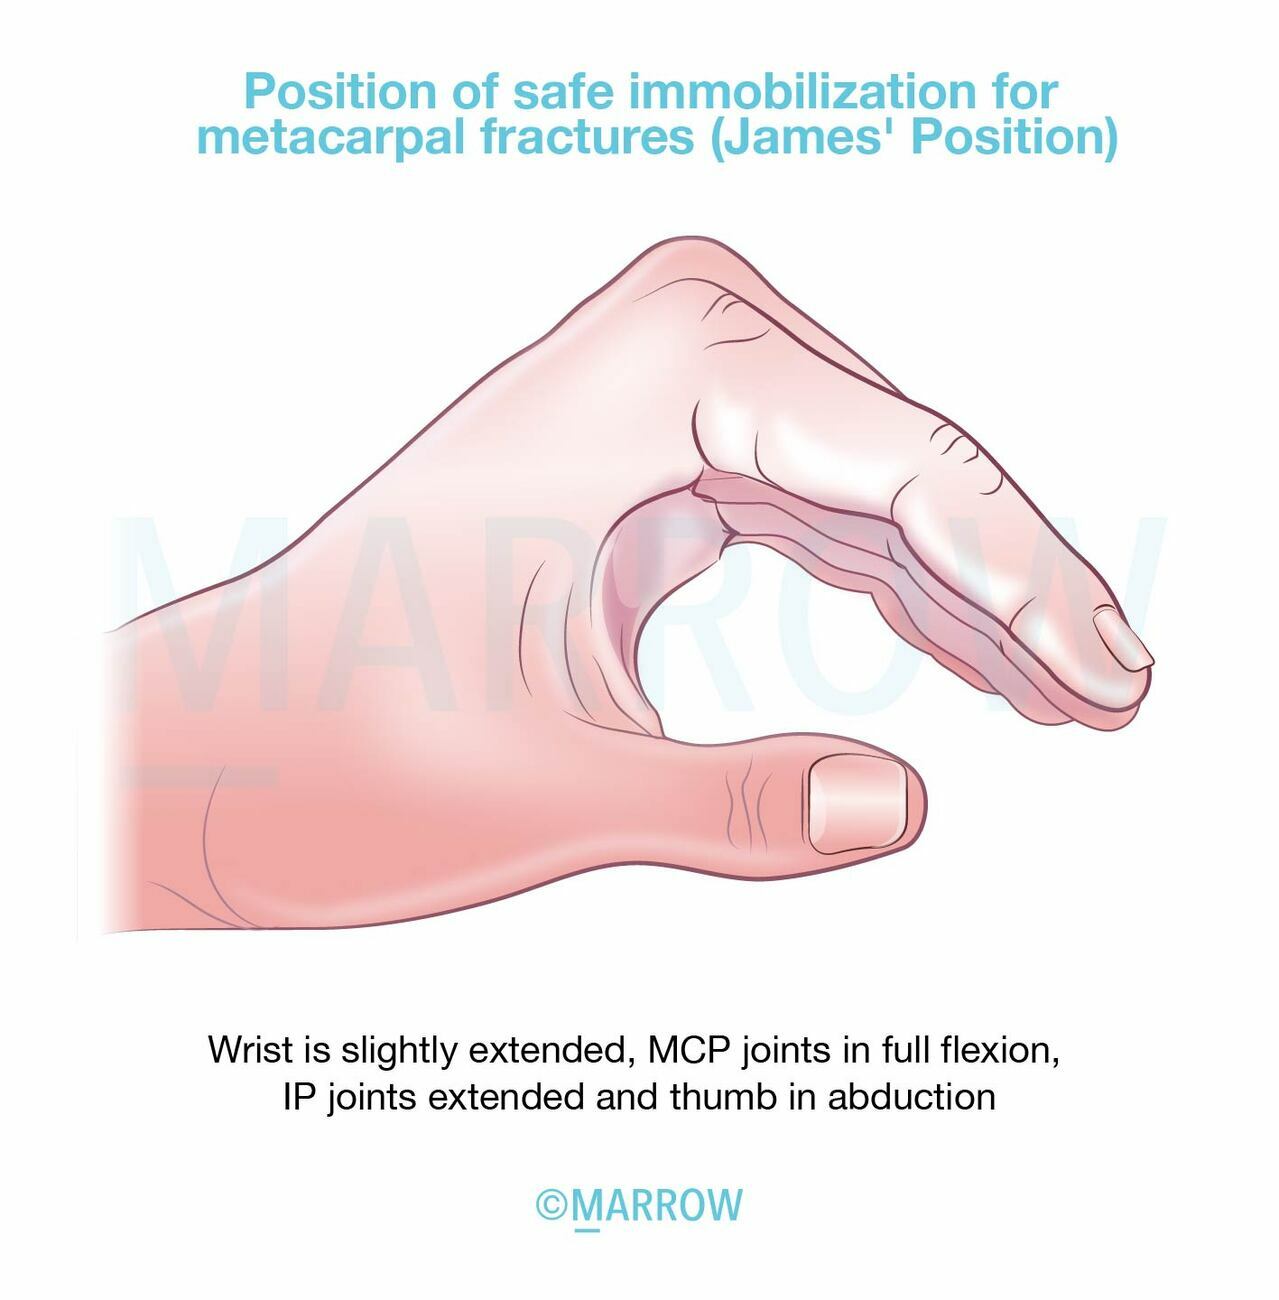 Position of safe immobilization for
metacarpal fractures (James' Position)
MARROW
Wrist is slightly extended, MCP joints in full flexion,
IP joints extended and thumb in abduction
©MARROW